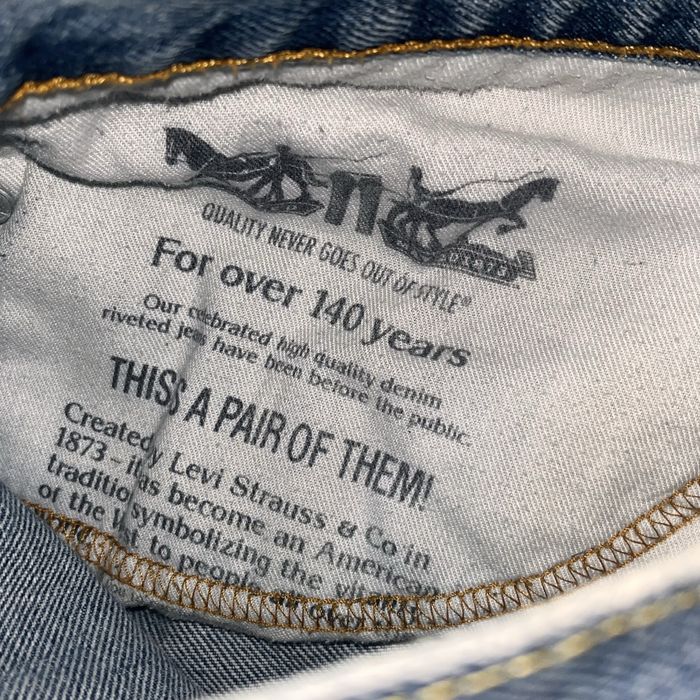 QUALITY NEVER GOES OUT OF STYLE®
For over 140 years
Our celebrated high quality denim
riveted jeans have been before the public.
THIS A PAIR OF THEM!
Created Levi Strauss & Co in
1873 - it as become an American
tradition symbolizing the
of the to people